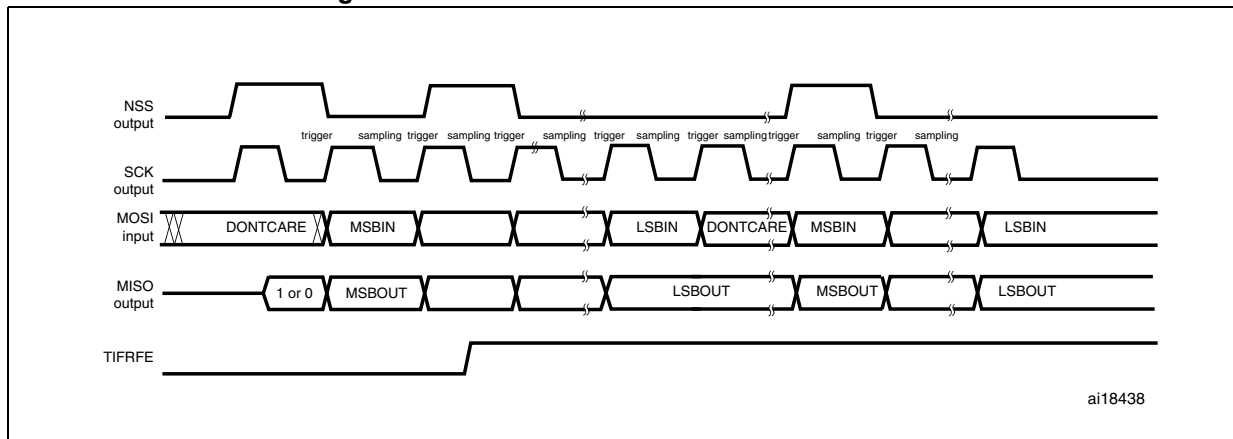 NSS
output
trigger sampling trigger sampling trigger sampling trigger sampling trigger sampling trigger sampling trigger sampling
SCK
output
MOSI
input
DONTCARE MSBIN LSBIN DONTCARE MSBIN LSBIN
MISO
output
1 or 0 MSBOUT LSBOUT MSBOUT LSBOUT
TIFRFE
ai18438